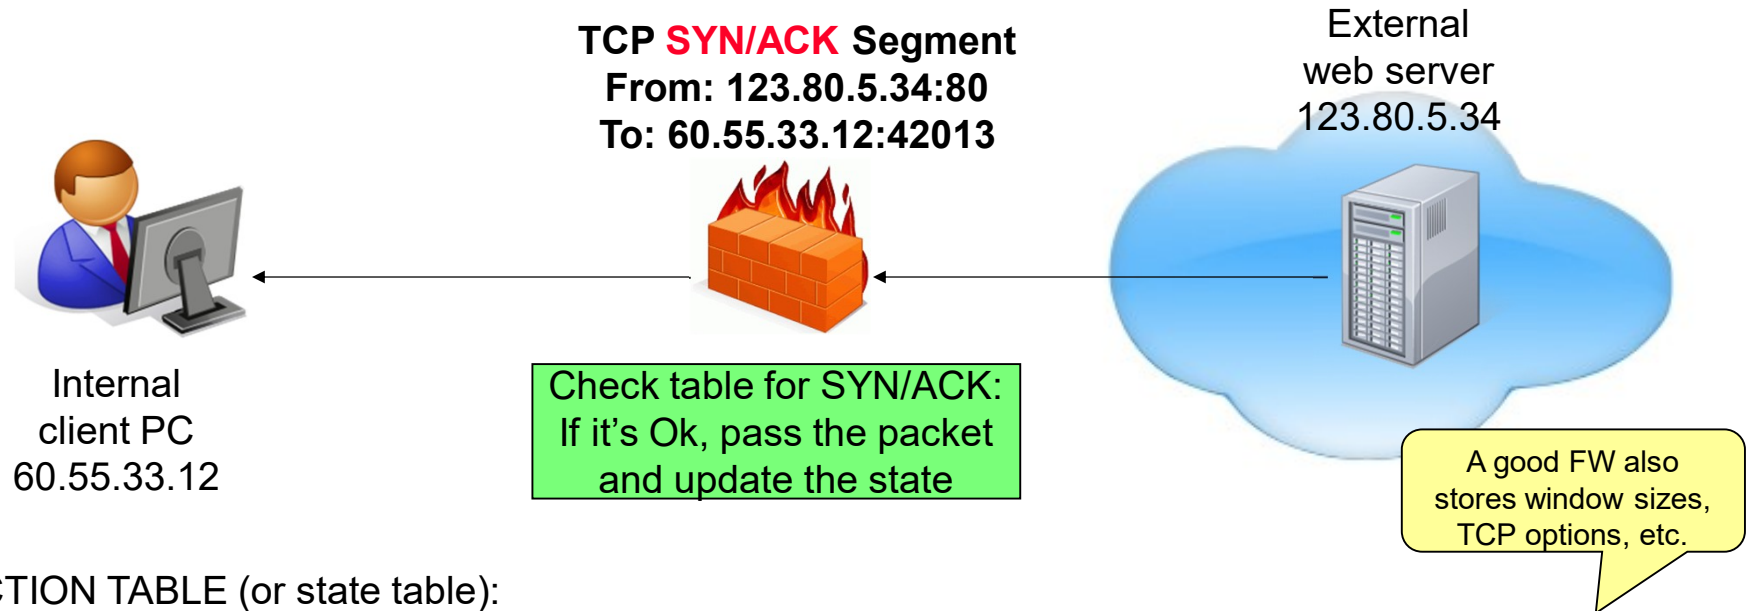 TCP SYN/ACK Segment
From: 123.80.5.34:80
To: 60.55.33.12:42013
External
web server
123.80.5.34
Internal
client PC
60.55.33.12
Check table for SYN/ACK:
If it's Ok, pass the packet
and update the state
A good FW also
stores window sizes,
TCP options, etc.
TABLE (or state table):